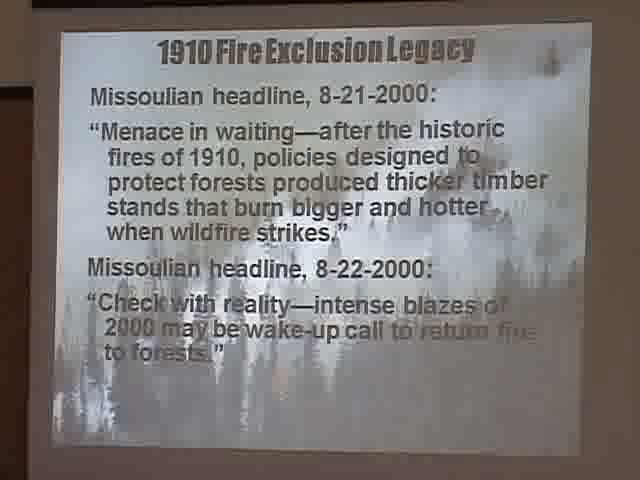 1910 Fire Exclusion Legacy
Missoulian headline, 8-21-2000:
“Menace in waiting—after the historic
fires of 1910, policies designed to
protect forests produced thicker timber
stands that burn bigger and hotter
when wildfire strikes.”
Missoulian headline, 8-22-2000:
“Check with reality—intense blazes of
2000 may be wake-up call to return fire
to forests.”